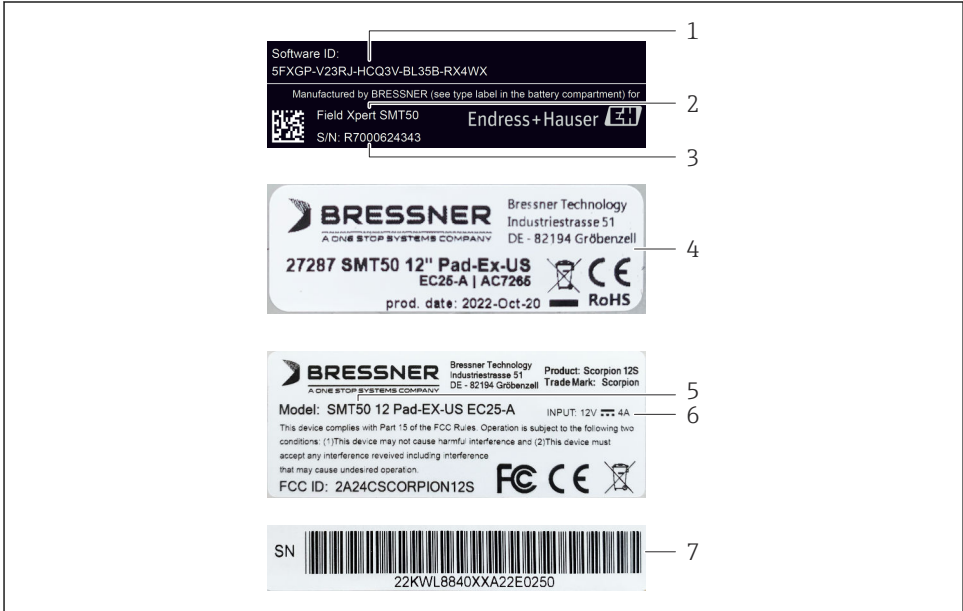 1
Software ID:
5FXGP-V23RJ-HCQ3V-BL35B-RX4WX
Manufactured by BRESSNER (see type label in the battery compartment) for
2
Field Xpert SMT50
Endress+Hauser EH
S/N: R7000624343
3
BRESSNER
A ONE STOP SYSTEMS COMPANY
Bressner Technology
Industriestrasse 51
DE - 82194 Gröbenzell
4
27287 SMT50 12" Pad-Ex-US
EC25-A | AC7265
CE
prod. date: 2022-Oct-20
RoHS
BRESSNER
A ONE STOP SYSTEMS COMPANY
Bressner Technology
Industriestrasse 51
DE - 82194 Gröbenzell
Product: Scorpion 12S
Trade Mark: Scorpion
5
Model: SMT50 12 Pad-EX-US EC25-A
INPUT: 12V 4A
6
This device complies with Part 15 of the FCC Rules. Operation is subject to the following two
conditions: (1)This device may not cause harmful interference and (2)This device must
accept any interference reveived including interference
that may cause undesired operation.
FCC ID: 2A24CSCORPION12S
FC CE
SN
7
22KWL8840XXA22E0250